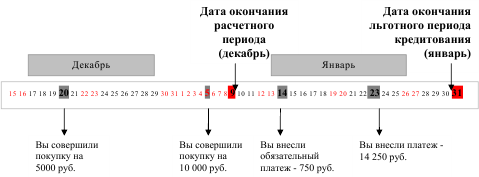 Дата окончания
расчетного
периода
(декабрь)
Дата окончания
льготного периода
кредитования
(январь)
Декабрь
Январь
15 16 17 18 19 20 21 22 23 24 25 26 27 28 29 30 31 1 2 3 4 5 6 7 8 9 10 11 12 13 14 15 16 17 18 19 20 21 22 23 24 25 26 27 28 29 30 31
Вы совершили
покупку на
5000 руб.
Вы совершили
покупку на
10 000 руб.
Вы внесли
обязательный
платеж - 750 руб.
Вы внесли платеж -
14 250 руб.